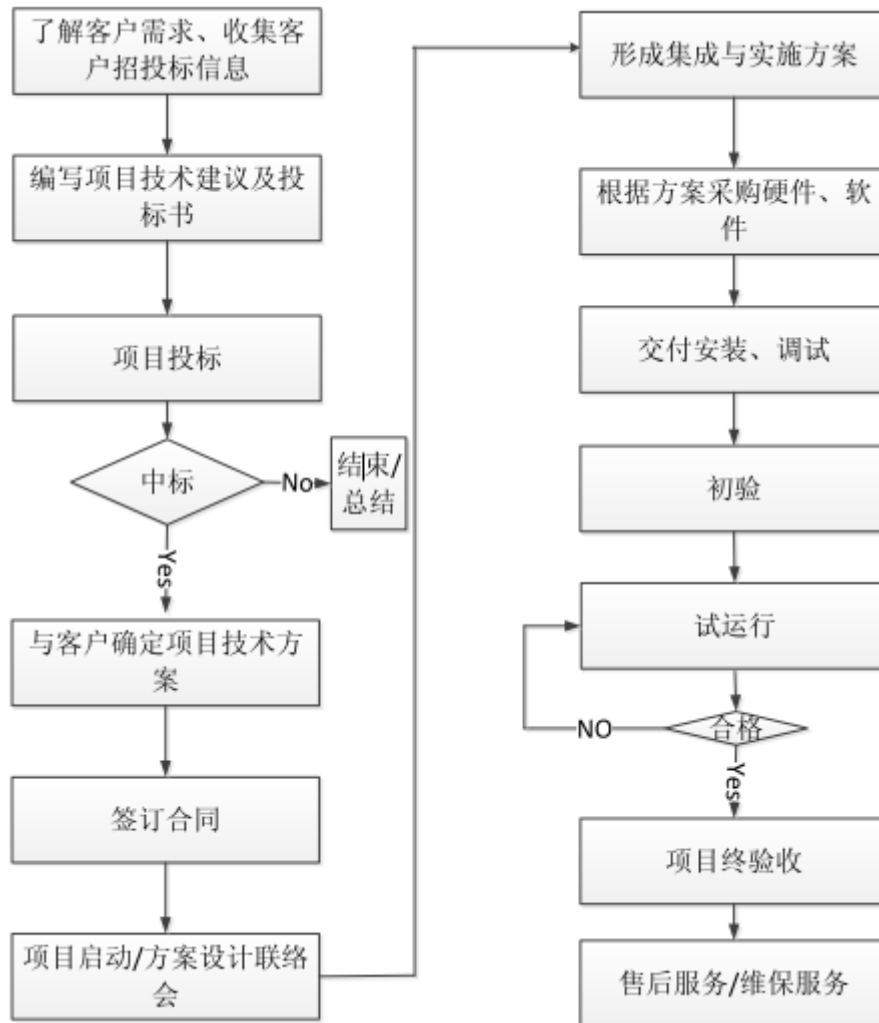 了解客户需求、收集客
户招投标信息
编写项目技术建议及投
标书
项目投标
中标
No
结束/
总结
Yes
与客户确定项目技术方
案
签订合同
项目启动/方案设计联络
会
形成集成与实施方案
根据方案采购硬件、软
件
交付安装、调试
初验
试运行
合格
NO
Yes
项目终验收
售后服务/维保服务